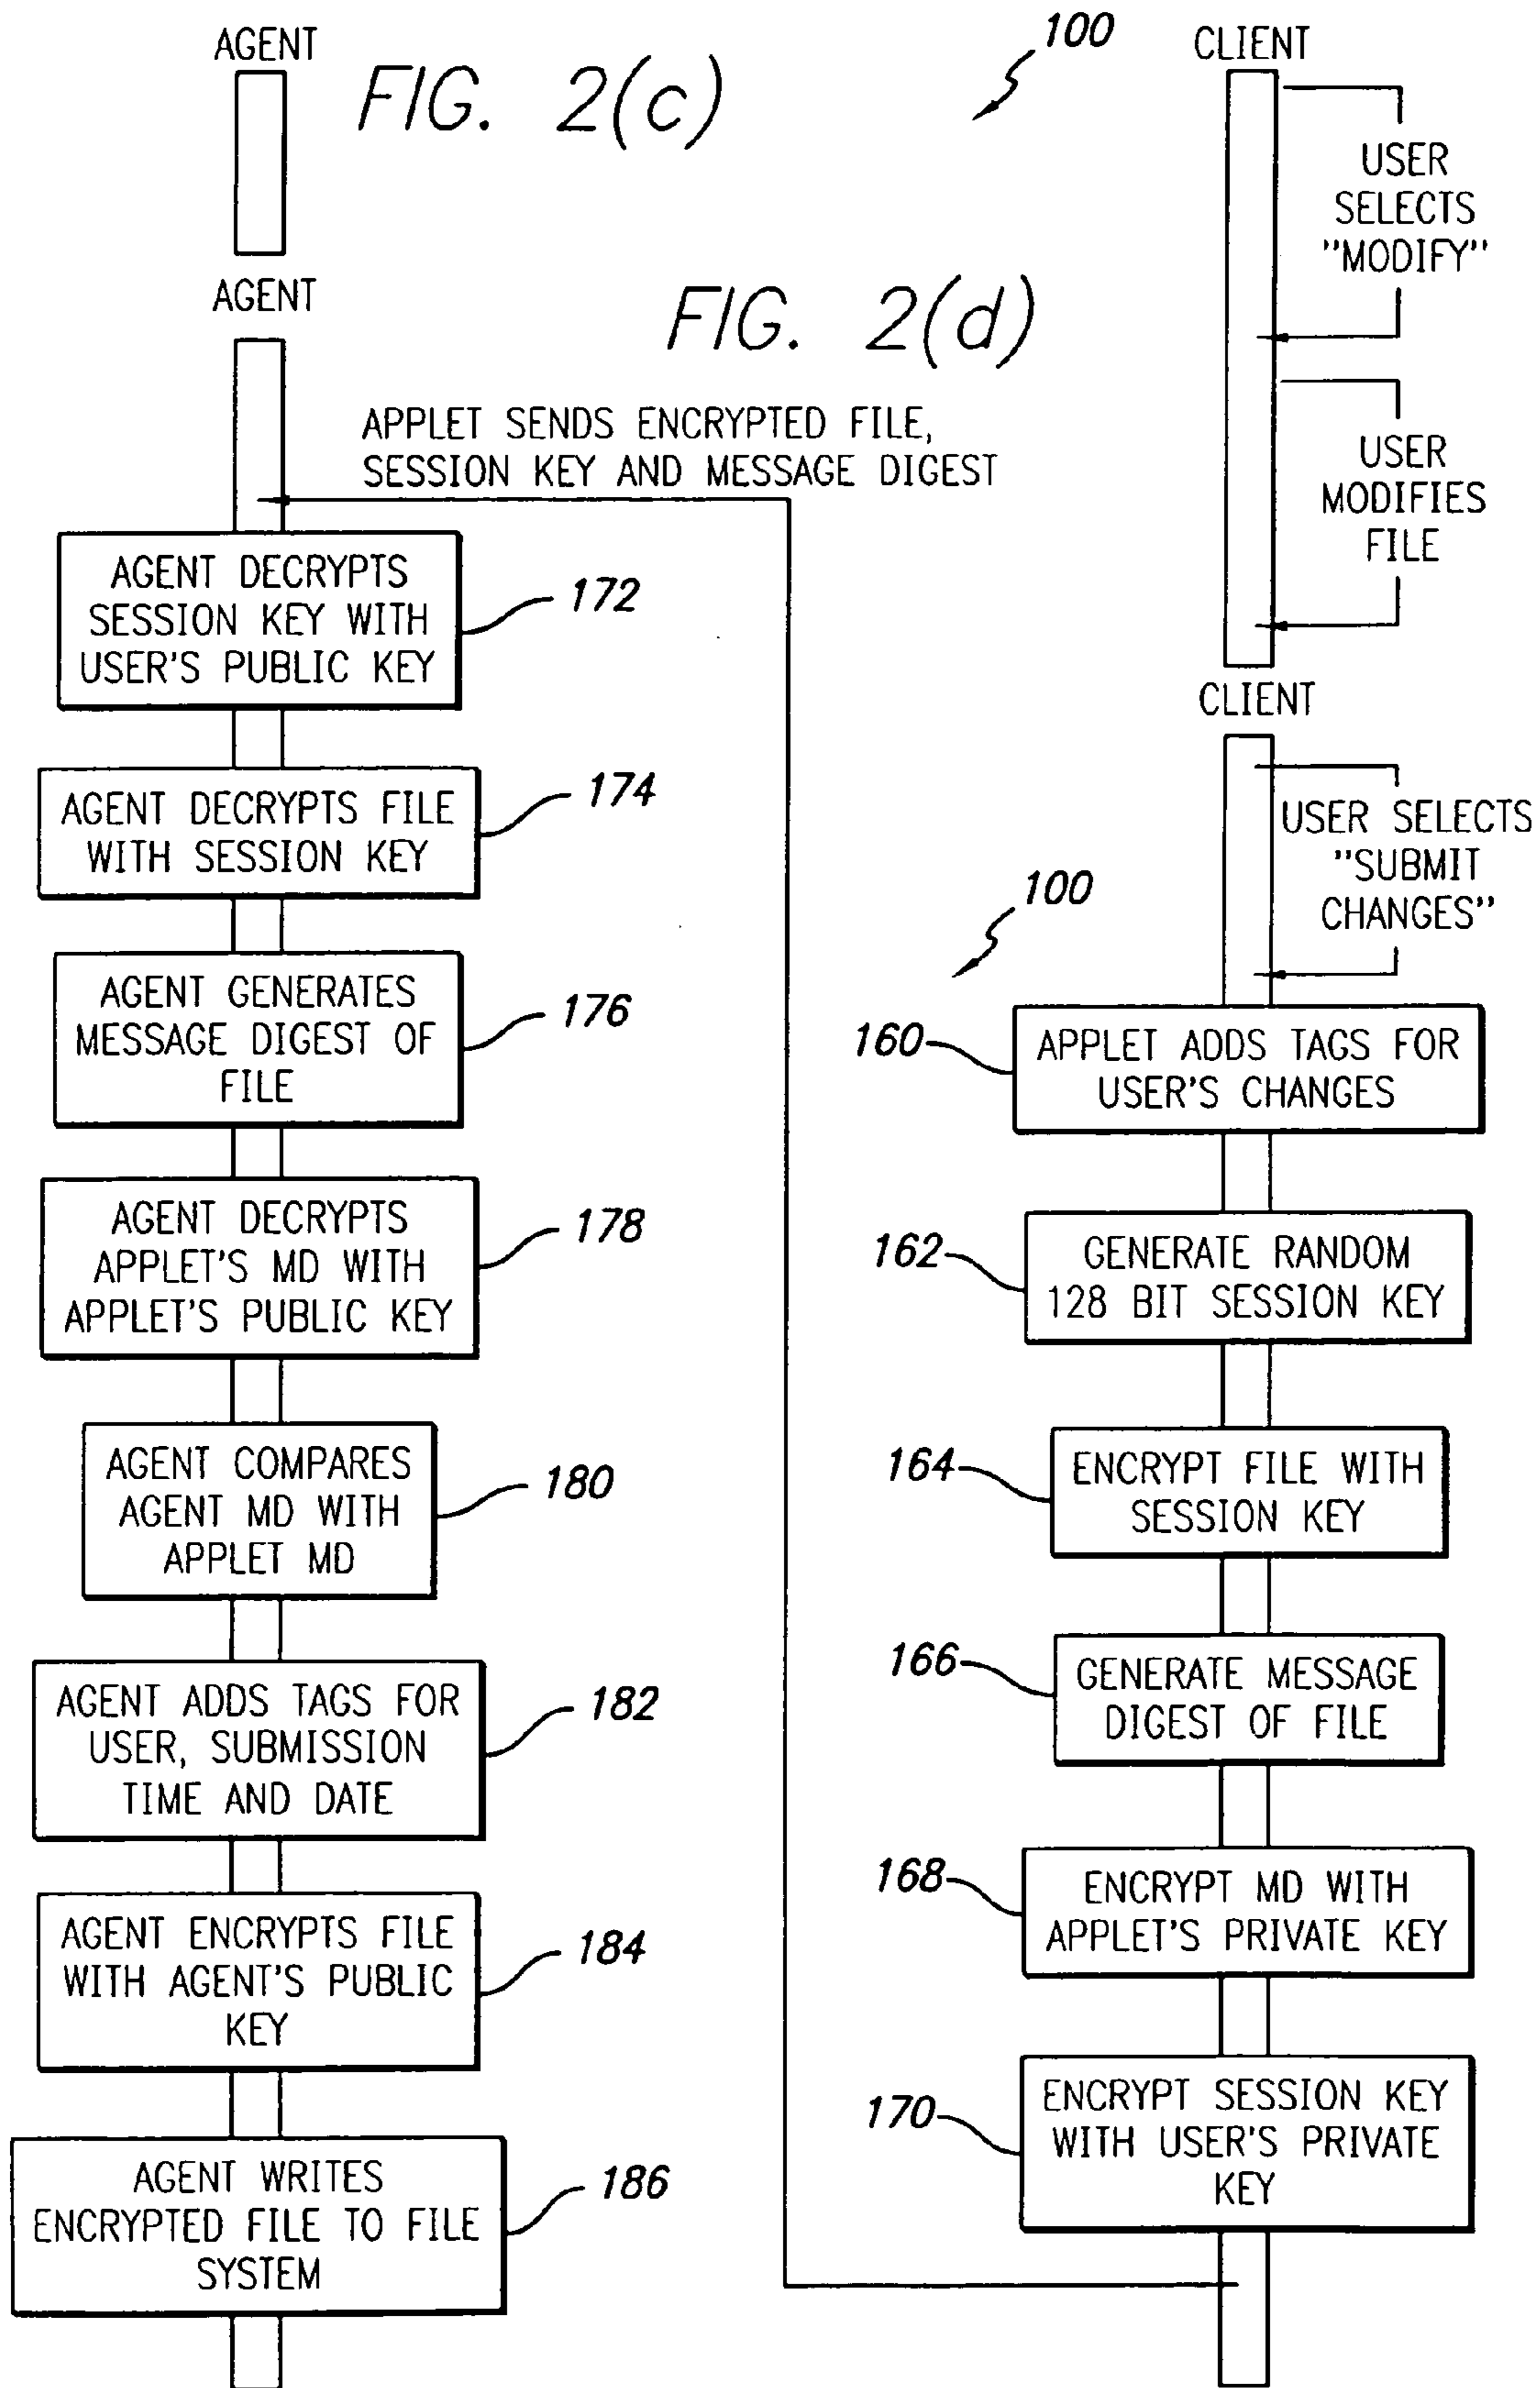 AGENT
FIG. 2(c)
100
CLIENT
USER
SELECTS
"MODIFY"
USER
MODIFIES
FILE
AGENT
FIG. 2(d)
CLIENT
USER SELECTS
"SUBMIT
CHANGES"
100
160
APPLET ADDS TAGS FOR
USER'S CHANGES
162
GENERATE RANDOM
128 BIT SESSION KEY
164
ENCRYPT FILE WITH
SESSION KEY
166
GENERATE MESSAGE
DIGEST OF FILE
168
ENCRYPT MD WITH
APPLET'S PRIVATE KEY
170
ENCRYPT SESSION KEY
WITH USER'S PRIVATE
KEY
APPLET SENDS ENCRYPTED FILE,
SESSION KEY AND MESSAGE DIGEST
AGENT DECRYPTS
SESSION KEY WITH
USER'S PUBLIC KEY
172
AGENT DECRYPTS FILE
WITH SESSION KEY
174
AGENT GENERATES
MESSAGE DIGEST OF
FILE
176
AGENT DECRYPTS
APPLET'S MD WITH
APPLET'S PUBLIC KEY
178
AGENT COMPARES
AGENT MD WITH
APPLET MD
180
AGENT ADDS TAGS FOR
USER, SUBMISSION
TIME AND DATE
182
AGENT ENCRYPTS FILE
WITH AGENT'S PUBLIC
KEY
184
AGENT WRITES
ENCRYPTED FILE TO FILE
SYSTEM
186